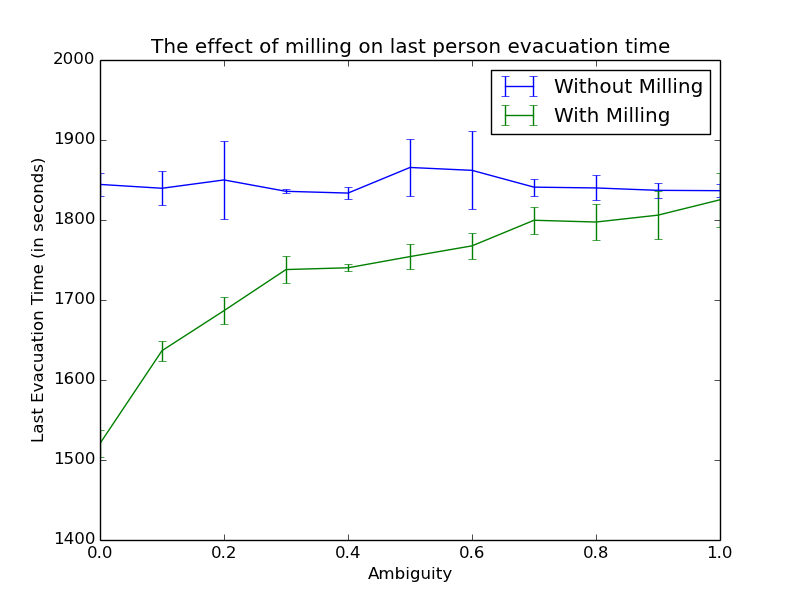 The effect of milling on last person evacuation time
Without Milling
With Milling
Last Evacuation Time (in seconds)
2000
1900
1800
1700
1600
1500
1400
0.0 0.2 0.4 0.6 0.8 1.0
Ambiguity